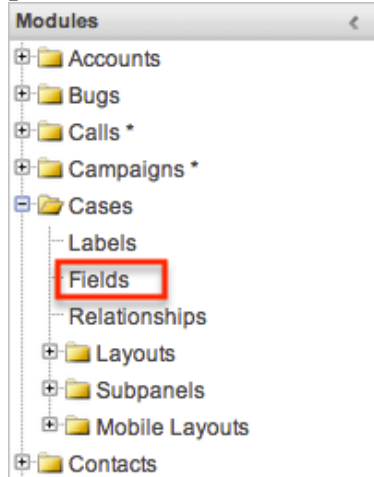 Modules
Accounts
Bugs
Calls *
Campaigns *
Cases
Labels
Fields
Relationships
Layouts
Subpanels
Mobile Layouts
Contacts